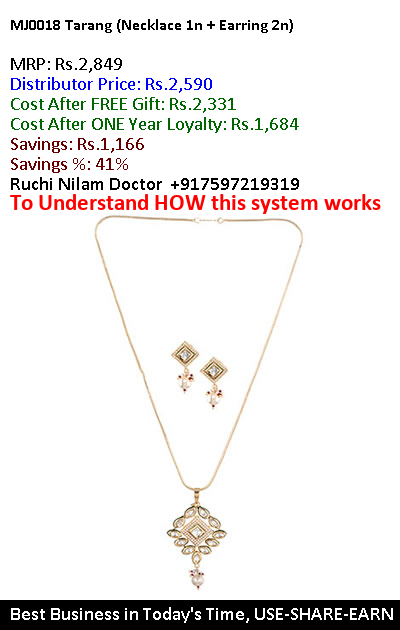 MJ0018 Tarang (Necklace 1n + Earring 2n)
MRP: Rs.2,849
Distributor Price: Rs.2,590
Cost After FREE Gift: Rs.2,331
Cost After ONE Year Loyalty: Rs.1,684
Savings: Rs.1,166
Savings %: 41%
Ruchi Nilam Doctor +917597219319
To Understand HOW this system works
Best Business in Today's Time, USE-SHARE-EARN